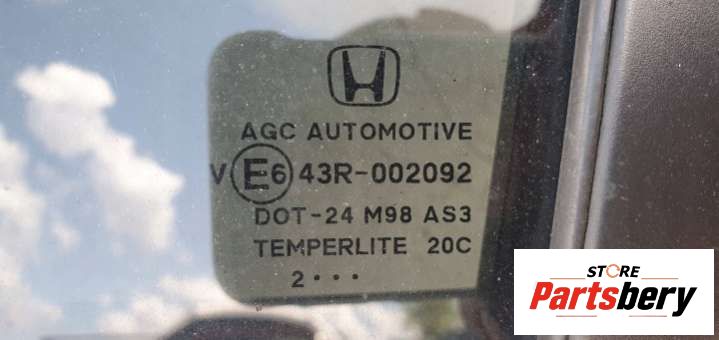 AGC AUTOMOTIVE
V E6 43R-002092
DOT-24 M98 AS3
TEMPERLITE 20C
2 • • •
STORE
Partsbery